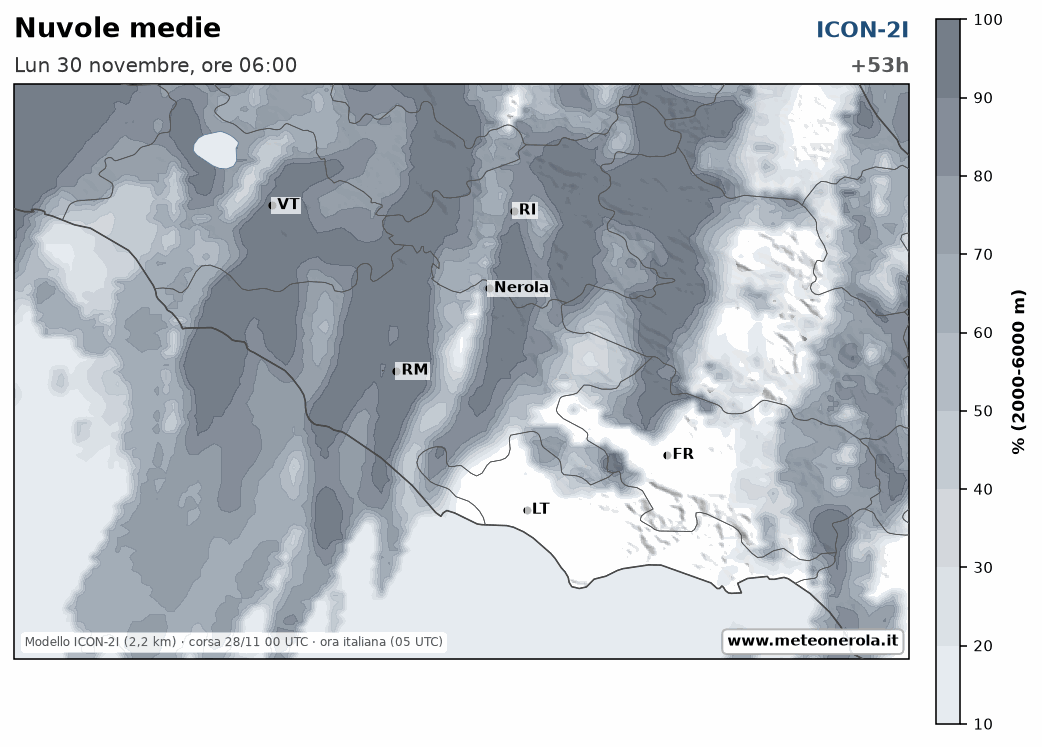 Nuvole medie
ICON-2I
Lun 30 novembre, ore 06:00
+53h
VT
RI
Nerola
RM
FR
LT
Modello ICON-2I (2,2 km) · corsa 28/11 00 UTC · ora italiana (05 UTC)
www.meteonerola.it
100
90
80
70
60
50
40
30
20
10
% (2000-6000 m)